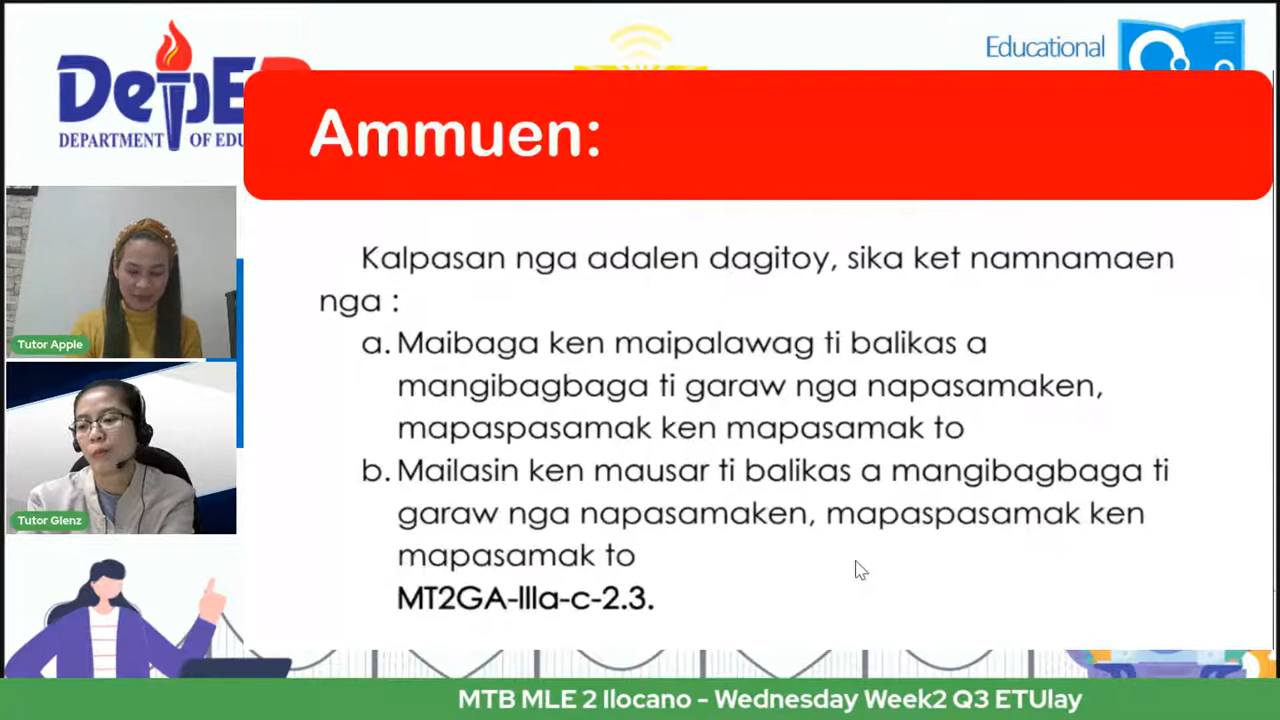 DepED
DEPARTMENT OF EDU
Educational
Ammuen:
Kalpasan nga adalen dagitoy, sika ket namnamaen
nga :
a. Maibaga ken maipalawag ti balikas a
mangibagbaga ti garaw nga napasamaken,
mapaspasamak ken mapasamak to
b. Mailasin ken mausar ti balikas a mangibagbaga ti
garaw nga napasamaken, mapaspasamak ken
mapasamak to
MT2GA-llla-c-2.3.
Tutor Apple
Tutor Glenz
MTB MLE 2 Ilocano - Wednesday Week2 Q3 ETUlay